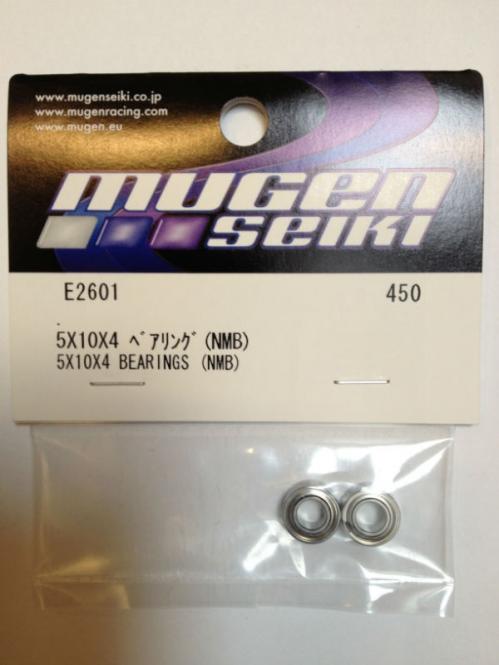 www.mugenseiki.co.jp
www.mugenracing.com
www.mugen.eu
mugen
seiki
E2601 450
5X10X4 ﾍﾞｱﾘﾝｸﾞ (NMB)
5X10X4 BEARINGS (NMB)